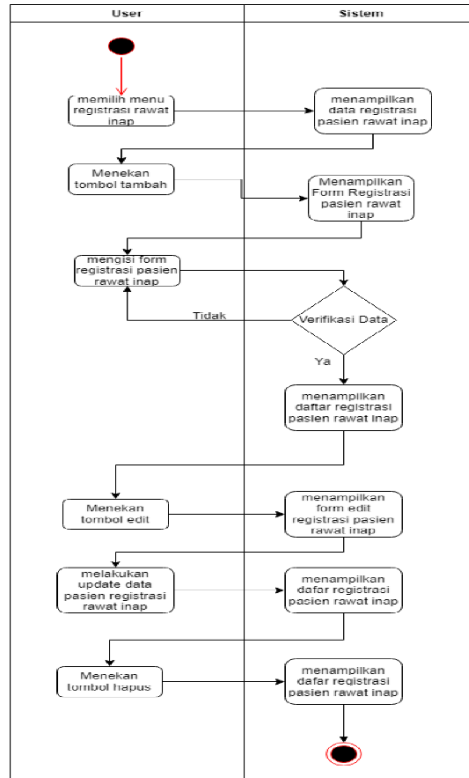 User
Sistem
memilih menu
registrasi rawat
inap
menampilkan
data registrasi
pasien rawat inap
Menekan
tombol tambah
Menampilkan
Form Registrasi
pasien rawat
inap
mengisi form
registrasi pasien
rawat inap
Tidak
Verifikasi Data
Ya
menampilkan
daftar registrasi
pasien rawat inap
Menekan
tombol edit
menampilkan
form edit
registrasi pasien
rawat inap
melakukan
update data
pasien registrasi
rawat inap
menampilkan
dafar registrasi
pasien rawat inap
Menekan
tombol hapus
menampilkan
dafar registrasi
pasien rawat inap